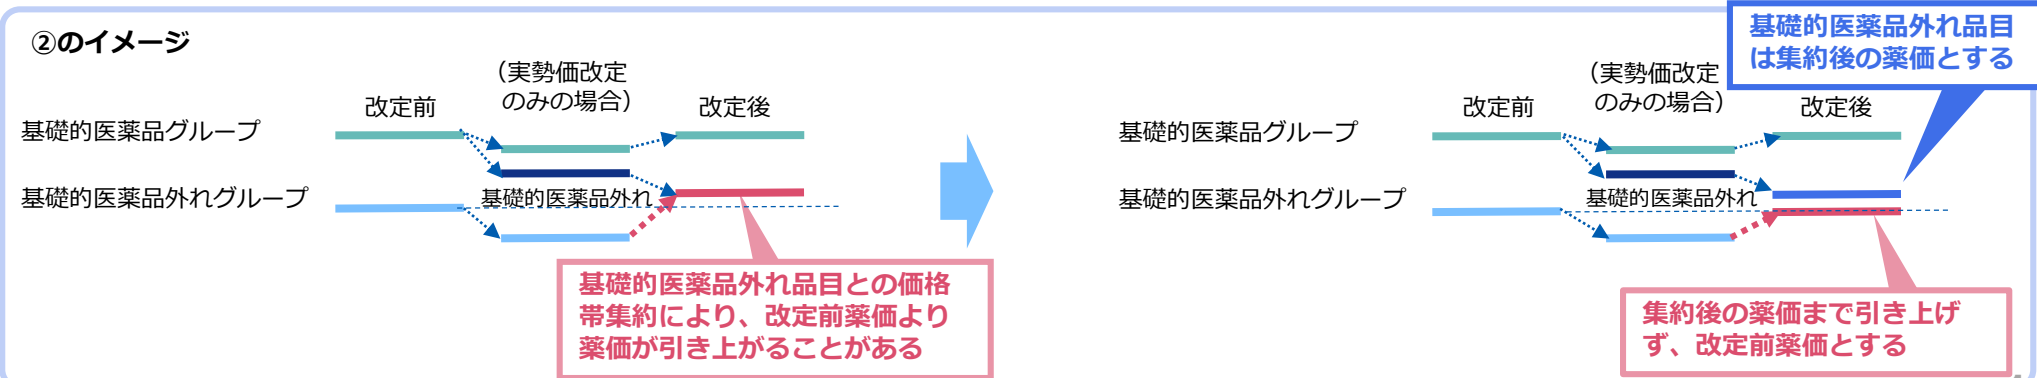 ②のイメージ
（実勢価改定
のみの場合）
改定前
改定後
基礎的医薬品グループ
基礎的医薬品外れグループ
基礎的医薬品外れ
基礎的医薬品外れ品目との価格
帯集約により、改定前薬価より
薬価が引き上がることがある
基礎的医薬品外れ品目
は集約後の薬価とする
（実勢価改定
のみの場合）
改定前
改定後
基礎的医薬品グループ
基礎的医薬品外れグループ
基礎的医薬品外れ
集約後の薬価まで引き上げ
ず、改定前薬価とする